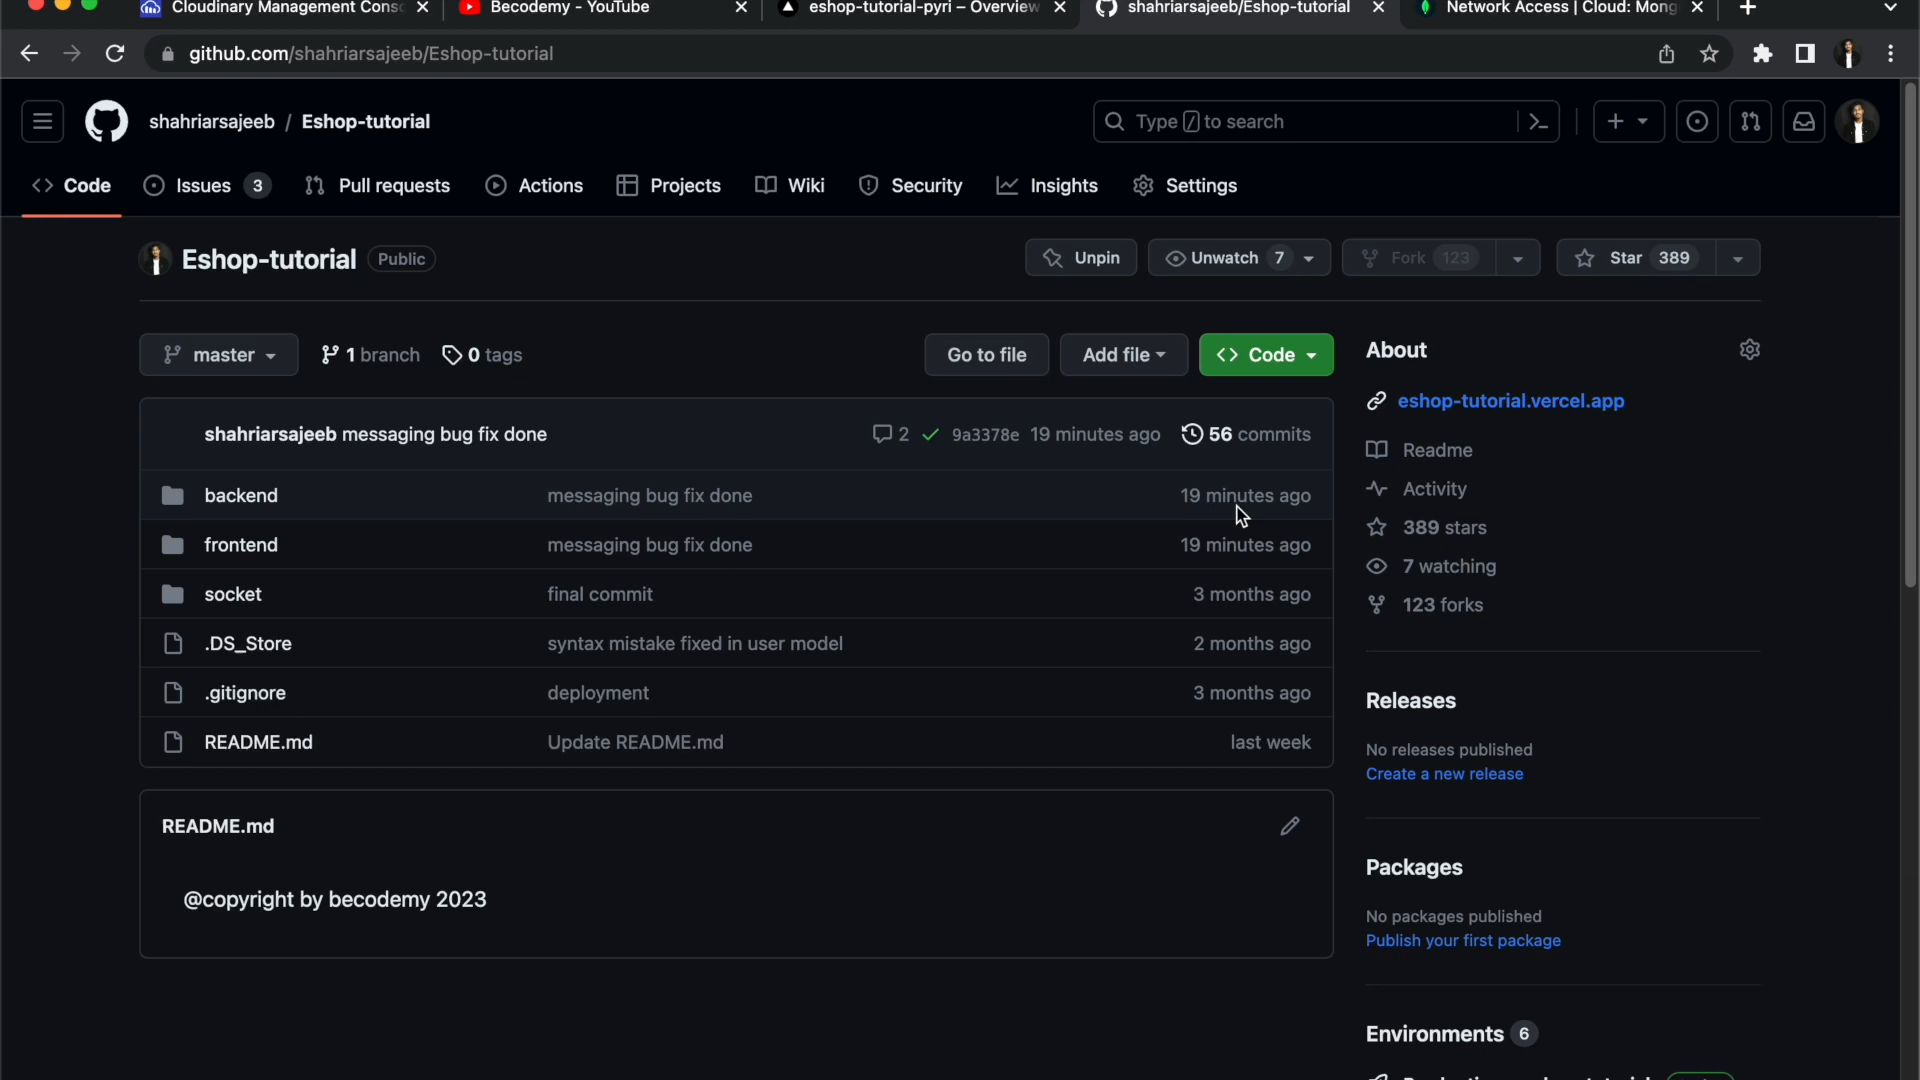 Cloudinary Management Conso
Becodemy - YouTube
eshop-tutorial-pyri – Overview
shahriarsajeeb/Eshop-tutorial
Network Access | Cloud: Mong
github.com/shahriarsajeeb/Eshop-tutorial
shahriarsajeeb / Eshop-tutorial
Type / to search
Code
Issues 3
Pull requests
Actions
Projects
Wiki
Security
Insights
Settings
Eshop-tutorial Public
Unpin
Unwatch 7
Fork 123
Star 389
master
1 branch
0 tags
Go to file
Add file
Code
shahriarsajeeb messaging bug fix done
2
9a3378e 19 minutes ago
56 commits
backend messaging bug fix done 19 minutes ago
frontend messaging bug fix done 19 minutes ago
socket final commit 3 months ago
.DS_Store syntax mistake fixed in user model 2 months ago
.gitignore deployment 3 months ago
README.md Update README.md last week
README.md
@copyright by becodemy 2023
About
eshop-tutorial.vercel.app
Readme
Activity
389 stars
7 watching
123 forks
Releases
No releases published
Create a new release
Packages
No packages published
Publish your first package
Environments 6